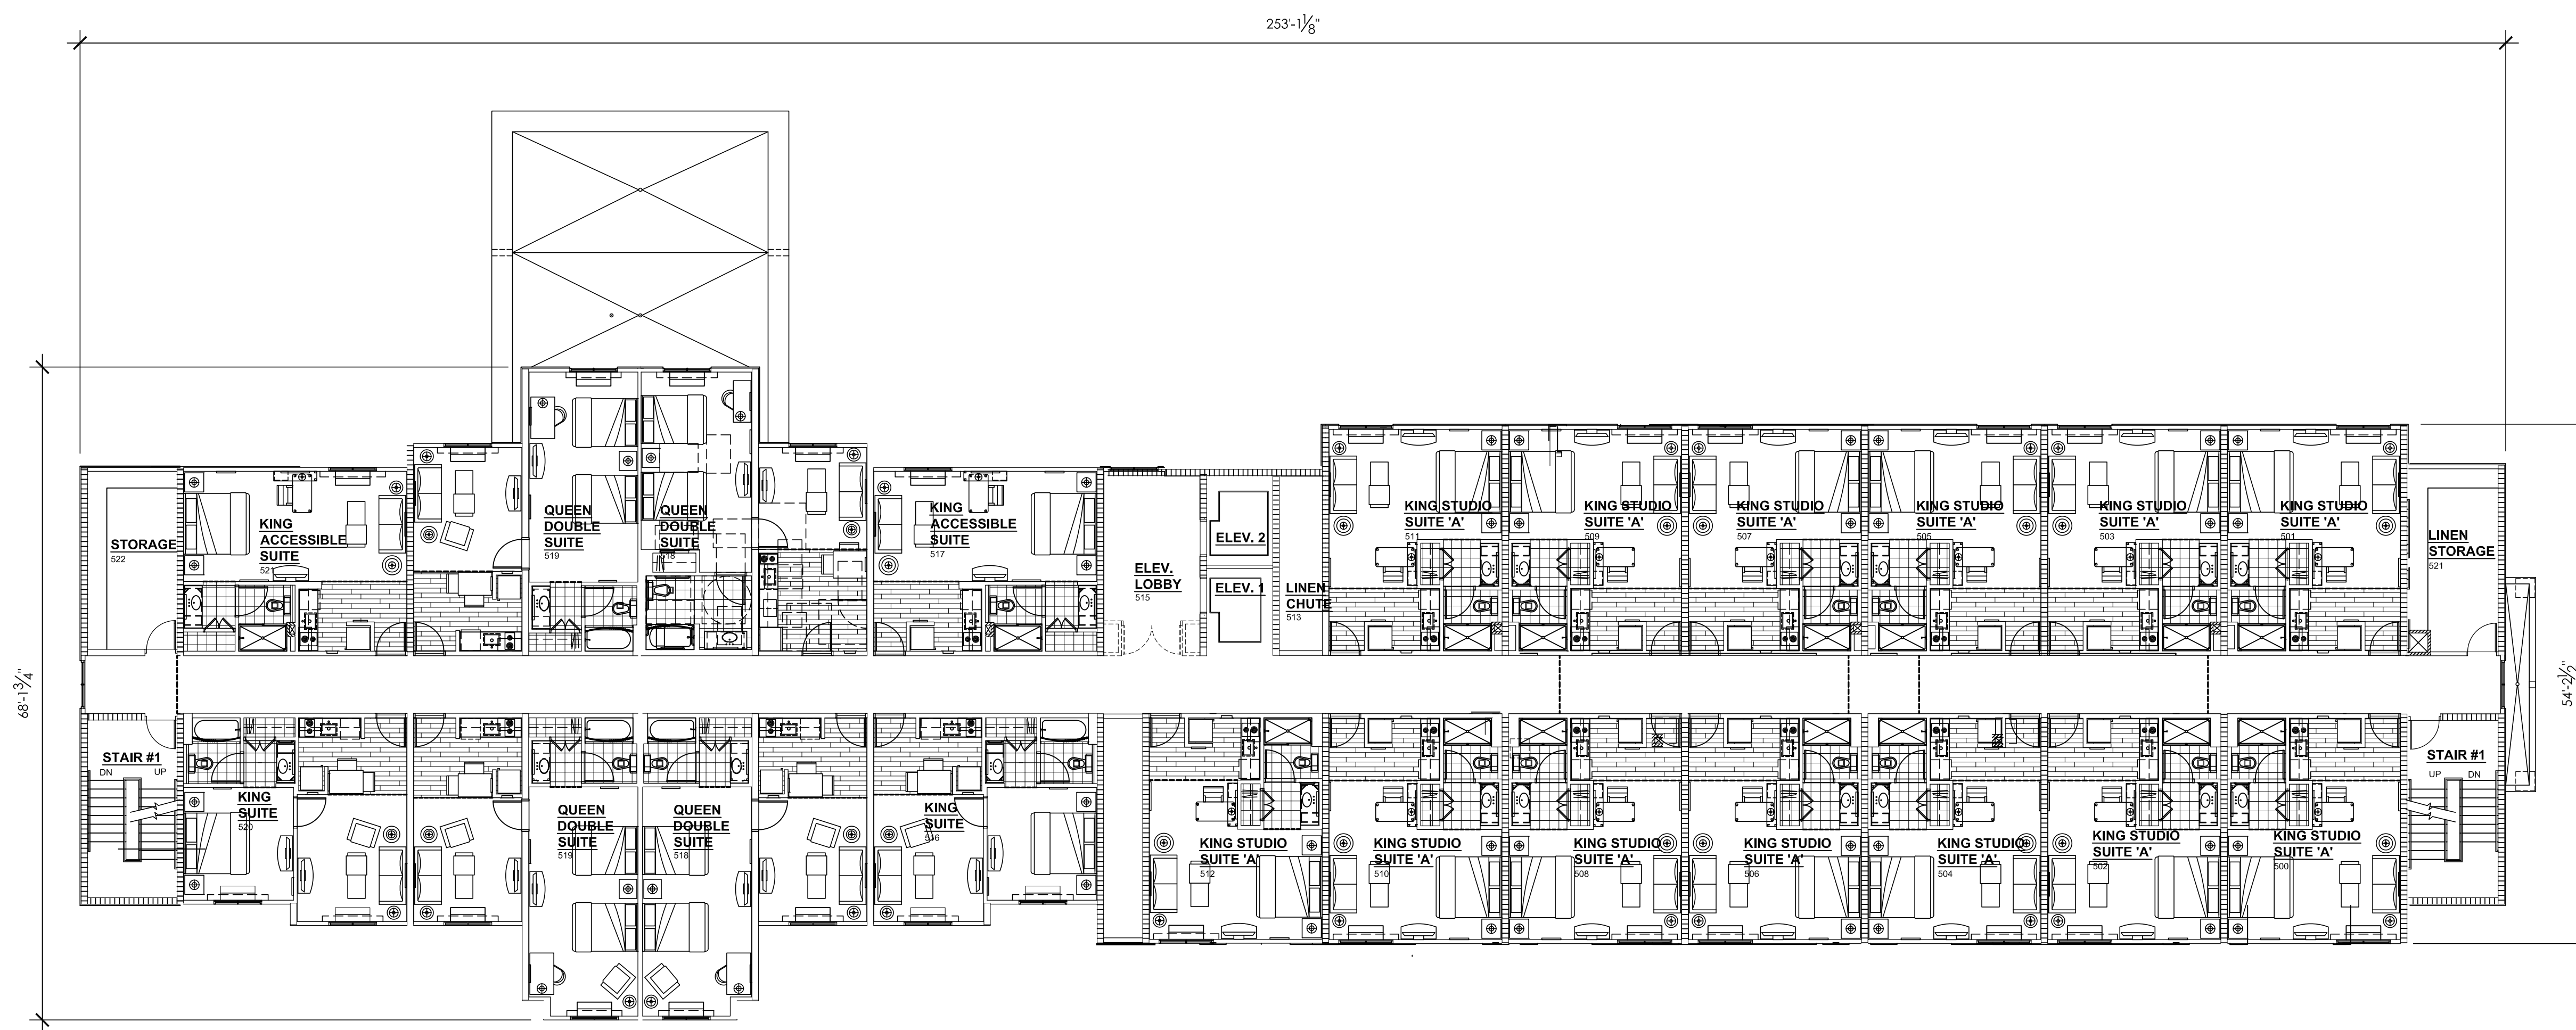 253'-1 1/8"
68'-1 3/4"
54'-2 1/2"
STORAGE
522
KING
ACCESSIBLE
SUITE
521
QUEEN
DOUBLE
SUITE
519
QUEEN
DOUBLE
SUITE
518
KING
ACCESSIBLE
SUITE
517
ELEV.
LOBBY
515
ELEV. 2
ELEV. 1
LINEN
CHUTE
513
KING STUDIO
SUITE 'A'
511
KING STUDIO
SUITE 'A'
509
KING STUDIO
SUITE 'A'
507
KING STUDIO
SUITE 'A'
505
KING STUDIO
SUITE 'A'
503
KING STUDIO
SUITE 'A'
501
LINEN
STORAGE
521
STAIR #1
DN UP
KING
SUITE
520
QUEEN
DOUBLE
SUITE
519
QUEEN
DOUBLE
SUITE
518
KING
SUITE
516
KING STUDIO
SUITE 'A'
512
KING STUDIO
SUITE 'A'
510
KING STUDIO
SUITE 'A'
508
KING STUDIO
SUITE 'A'
506
KING STUDIO
SUITE 'A'
504
KING STUDIO
SUITE 'A'
502
KING STUDIO
SUITE 'A'
500
STAIR #1
UP DN